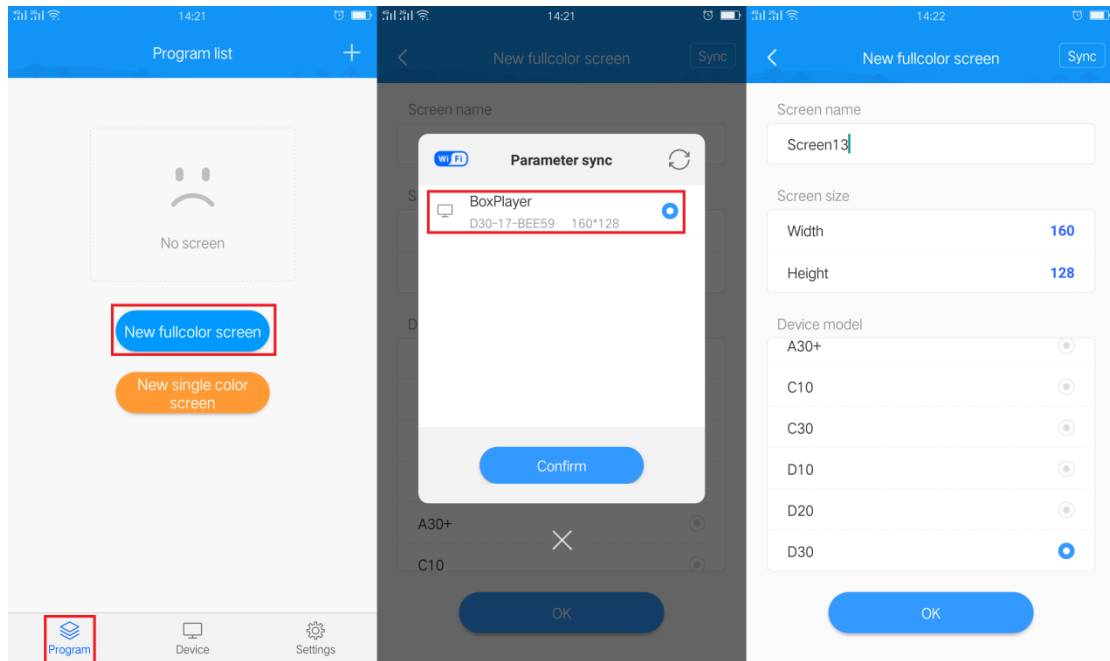 14:21
Program list
No screen
New fullcolor screen
New single color
screen
Program
Device
Settings
14:21
New fullcolor screen
Sync
Screen name
WiFi
Parameter sync
BoxPlayer
D30-17-BEE59 160*128
Confirm
A30+
C10
OK
14:22
New fullcolor screen
Sync
Screen name
Screen13
Screen size
Width
160
Height
128
Device model
A30+
C10
C30
D10
D20
D30
OK